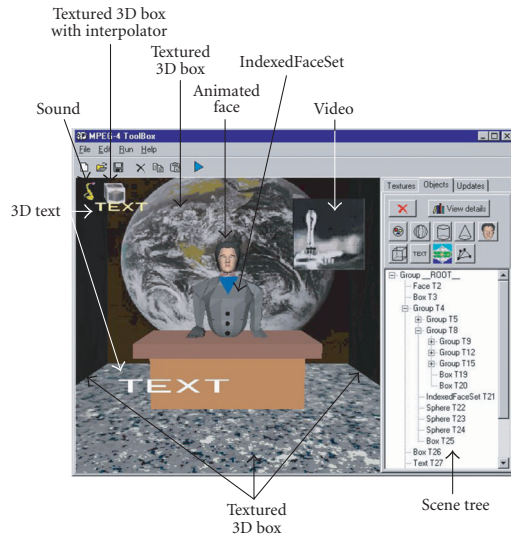 Textured 3D box
with interpolator
Textured
3D box
IndexedFaceSet
Animated
face
Sound
Video
MPEG-4 ToolBox
File Edit Run Help
Textures Objects Updates
View details
TEXT
3D text
TEXT
TEXT
Group __ROOT__
Face T2
Box T3
Group T4
Group T5
Group T8
Group T9
Group T12
Group T15
Box T19
Box T20
IndexedFaceSet T21
Sphere T22
Sphere T23
Sphere T24
Box T25
Box T26
Text T27
Textured
3D box
Scene tree